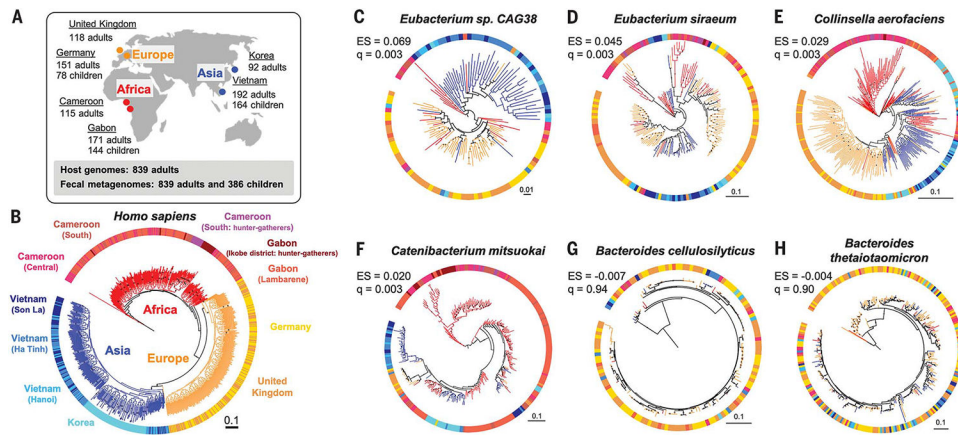 A
United Kingdom
118 adults
Germany
151 adults
78 children
Europe
Korea
92 adults
Asia
Vietnam
192 adults
164 children
Africa
Cameroon
115 adults
Gabon
171 adults
144 children
Host genomes: 839 adults
Fecal metagenomes: 839 adults and 386 children
B
Homo sapiens
Cameroon
(South)
Cameroon
(South: hunter-gatherers)
Cameroon
(Central)
Gabon
(Ikobe district: hunter-gatherers)
Gabon
(Lambarene)
Vietnam
(Son La)
Africa
Germany
Asia
Europe
Vietnam
(Ha Tinh)
Vietnam
(Hanoi)
United
Kingdom
Korea
0.1
C
Eubacterium sp. CAG38
ES = 0.069
q = 0.003
0.01
D
Eubacterium siraeum
ES = 0.045
q = 0.003
0.1
E
Collinsella aerofaciens
ES = 0.029
q = 0.003
0.1
F
Catenibacterium mitsuokai
ES = 0.020
q = 0.003
0.1
G
Bacteroides cellulosilyticus
ES = -0.007
q = 0.94
0.1
H
Bacteroides
thetaiotaomicron
ES = -0.004
q = 0.90
0.1